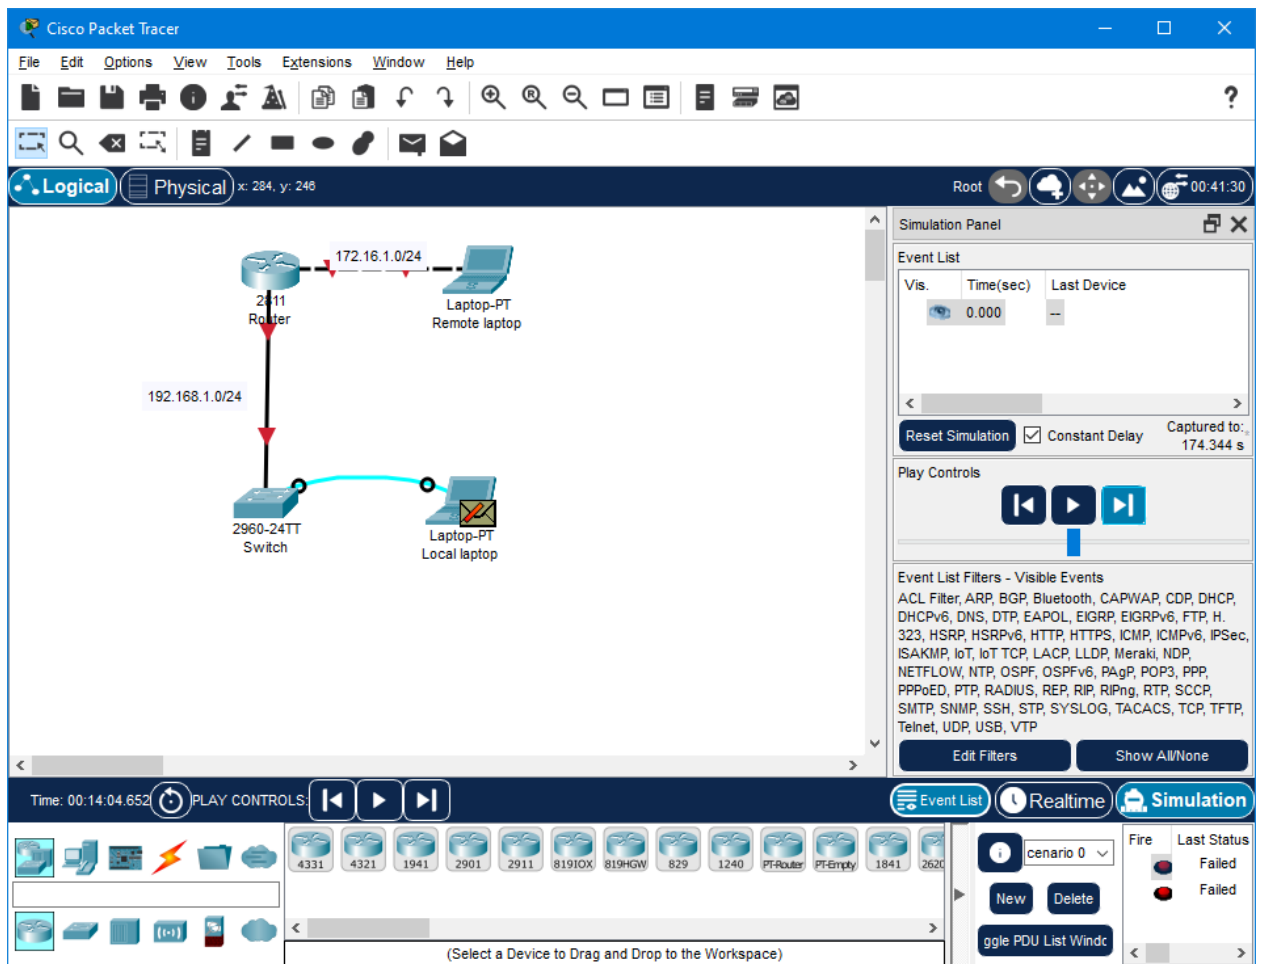 Cisco Packet Tracer
File Edit Options View Tools Extensions Window Help
Logical Physical x: 284, y: 246 Root 00:41:30
172.16.1.0/24
2811
Router
Laptop-PT
Remote laptop
192.168.1.0/24
2960-24TT
Switch
Laptop-PT
Local laptop
Simulation Panel
Event List
Vis. Time(sec) Last Device
0.000 --
Reset Simulation Constant Delay Captured to:
174.344 s
Play Controls
Event List Filters - Visible Events
ACL Filter, ARP, BGP, Bluetooth, CAPWAP, CDP, DHCP,
DHCPv6, DNS, DTP, EAPOL, EIGRP, EIGRPv6, FTP, H.
323, HSRP, HSRPv6, HTTP, HTTPS, ICMP, ICMPv6, IPSec,
ISAKMP, IoT, IoT TCP, LACP, LLDP, Meraki, NDP,
NETFLOW, NTP, OSPF, OSPFv6, PAgP, POP3, PPP,
PPPoED, PTP, RADIUS, REP, RIP, RIPng, RTP, SCCP,
SMTP, SNMP, SSH, STP, SYSLOG, TACACS, TCP, TFTP,
Telnet, UDP, USB, VTP
Edit Filters Show All/None
Time: 00:14:04.652 PLAY CONTROLS: Event List Realtime Simulation
4331 4321 1941 2901 2911 819IOX 819HGW 829 1240 PT-Router PT-Empty 1841 262
(Select a Device to Drag and Drop to the Workspace)
cenario 0
New Delete
ggle PDU List Windo
Fire Last Status
Failed
Failed